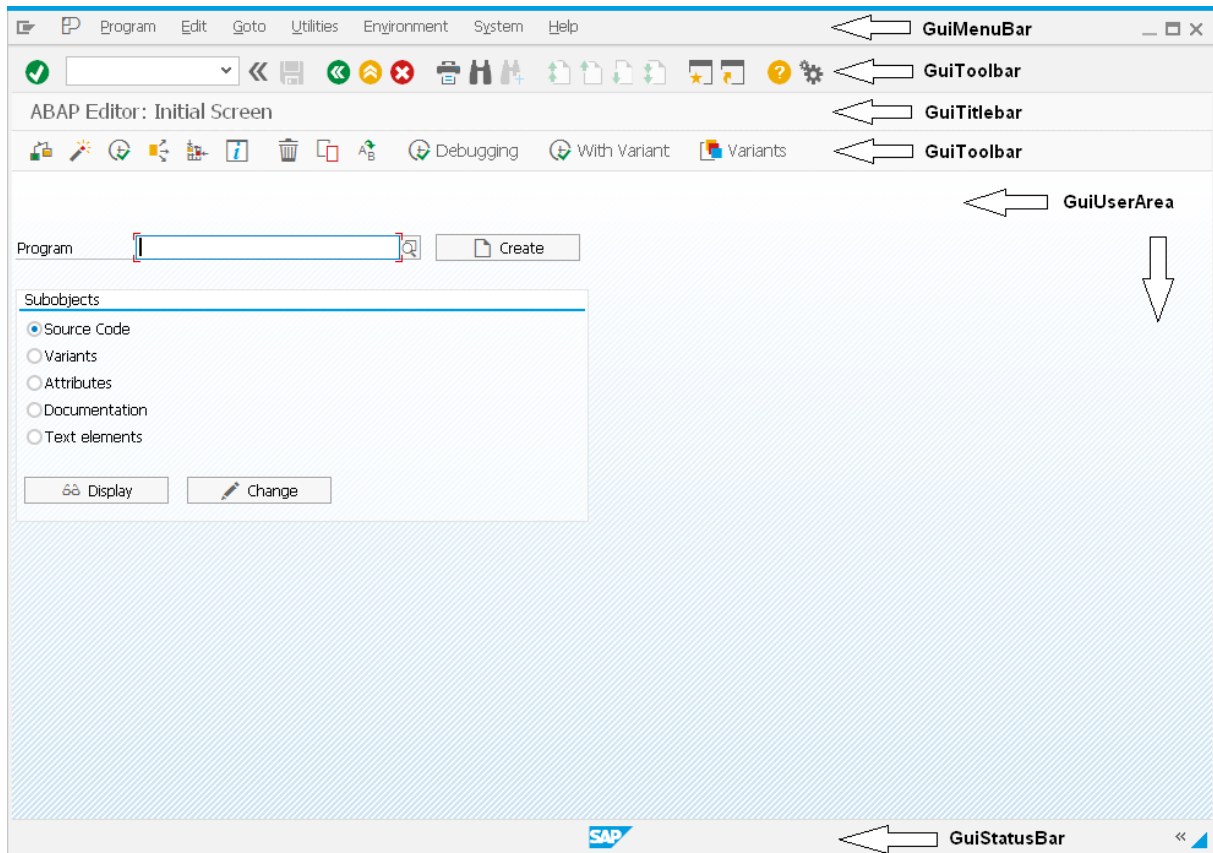 Program Edit Goto Utilities Environment System Help GuiMenuBar
GuiToolbar
ABAP Editor: Initial Screen GuiTitlebar
Debugging With Variant Variants GuiToolbar
GuiUserArea
Program Create
Subobjects
Source Code
Variants
Attributes
Documentation
Text elements
Display Change
SAP GuiStatusBar